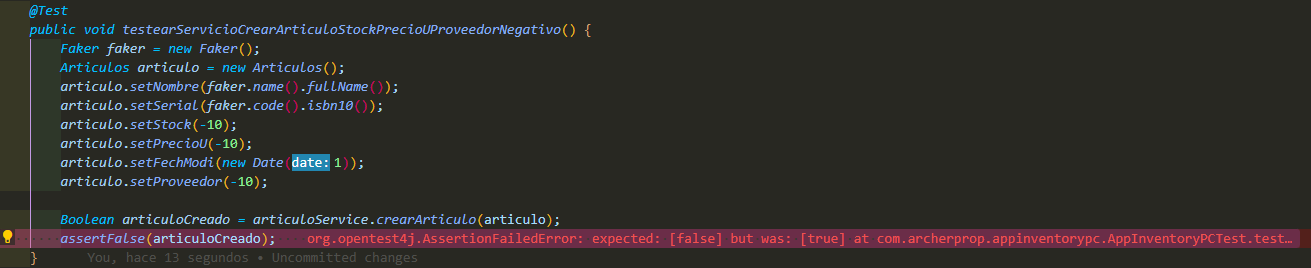 @Test
public void testearServicioCrearArticuloStockPrecioUProveedorNegativo() {
Faker faker = new Faker();
Articulos articulo = new Articulos();
articulo.setNombre(faker.name().fullName());
articulo.setSerial(faker.code().isbn10());
articulo.setStock(-10);
articulo.setPrecioU(-10);
articulo.setFechModi(new Date(date:1));
articulo.setProveedor(-10);
Boolean articuloCreado = articuloService.crearArticulo(articulo);
assertFalse(articuloCreado); org.opentest4j.AssertionFailedError: expected: [false] but was: [true] at com.archerprop.appinventorypc.AppInventoryPCTest.test…
} You, hace 13 segundos • Uncommitted changes